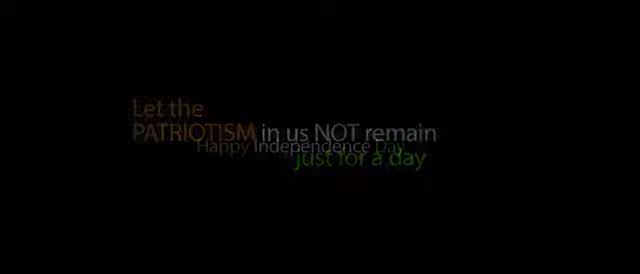 Let the
PATRIOTISM in us NOT remain
Happy Independence Day
just for a day